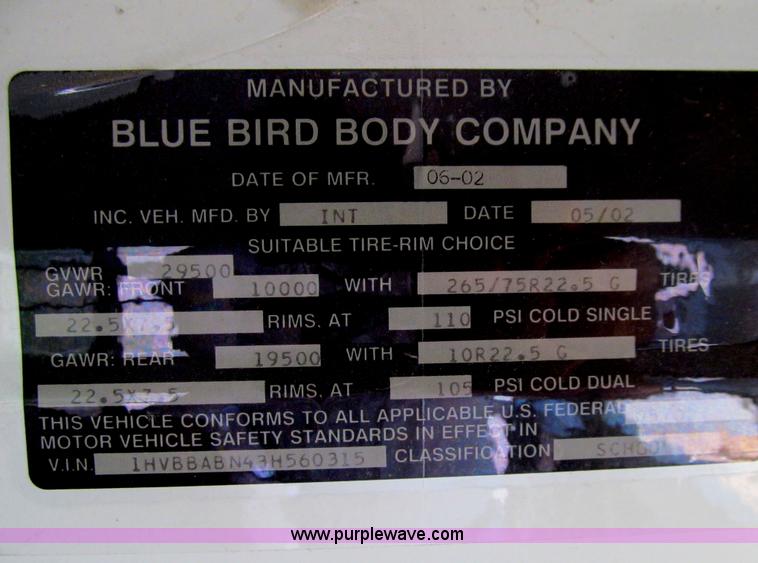 MANUFACTURED BY
BLUE BIRD BODY COMPANY
DATE OF MFR. 06-02
INC. VEH. MFD. BY INT DATE 05/02
SUITABLE TIRE-RIM CHOICE
GVWR 29500
GAWR: FRONT 10000 WITH 265/75R22.5 G TIRES
22.5X7.5 RIMS. AT 110 PSI COLD SINGLE
GAWR: REAR 19500 WITH 10R22.5 G TIRES
22.5X7.5 RIMS. AT 105 PSI COLD DUAL
THIS VEHICLE CONFORMS TO ALL APPLICABLE U.S. FEDERAL
MOTOR VEHICLE SAFETY STANDARDS IN EFFECT IN
V.I.N. 1HVBBABN43H560315 CLASSIFICATION
www.purplewave.com